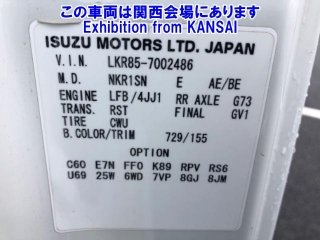 この車両は関西会場にあります
Exhibition from KANSAI
ISUZU MOTORS LTD. JAPAN
V.I.N. LKR85-7002486
M.D. NKR1SN E AE/BE
ENGINE LFB/4JJ1 RR AXLE G73
TRANS. RST FINAL GV1
TIRE CWU
B.COLOR/TRIM 729/155
OPTION
C60 E7N FF0 K89 RPV RS6
U69 25W 6WD 7VP 8GJ 8JM